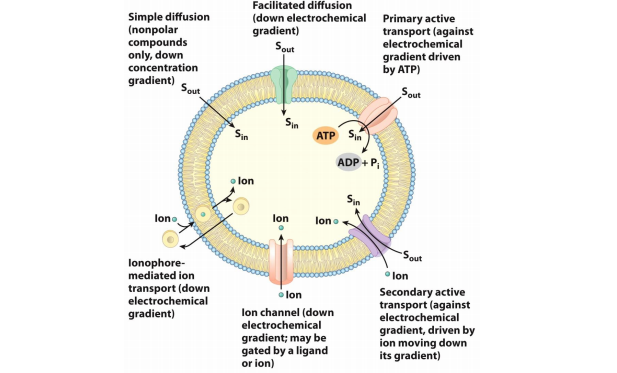 Simple diffusion
(nonpolar
compounds
only, down
concentration
gradient)
Facilitated diffusion
(down electrochemical
gradient)
Primary active
transport (against
electrochemical
gradient driven
by ATP)
Sout
Sin
Sout
Sin
Sout
Sin
ATP
ADP + Pi
Ion
Ion
Ionophore-
mediated ion
transport (down
electrochemical
gradient)
Ion
Ion
Ion channel (down
electrochemical
gradient; may be
gated by a ligand
or ion)
Sin
Ion
Sout
Ion
Secondary active
transport (against
electrochemical
gradient, driven by
ion moving down
its gradient)